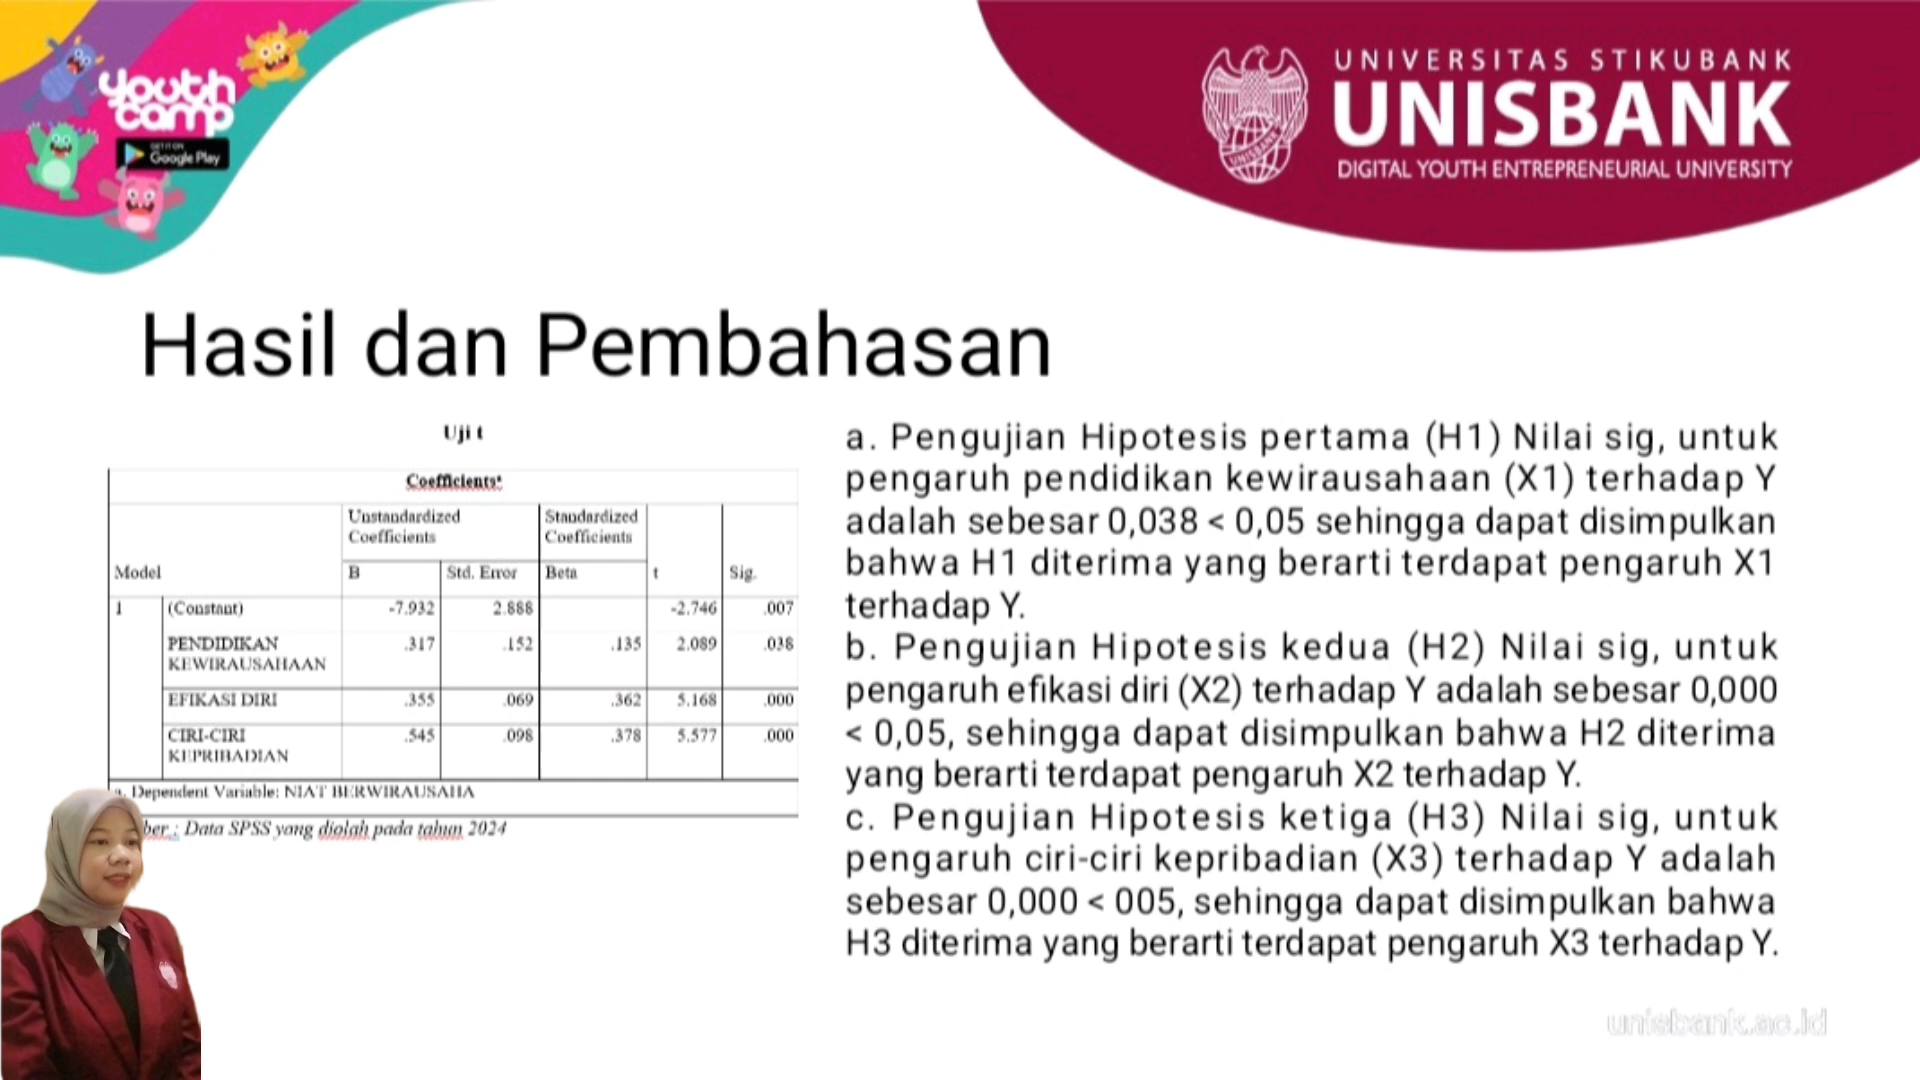 youth
camp
GET IT ON
Google Play
UNIVERSITAS STIKUBANK
UNISBANK
DIGITAL YOUTH ENTREPRENEURIAL UNIVERSITY
UNISBANK
Hasil dan Pembahasan
Uji t
Coefficientsᵃ
Unstandardized Coefficients
Standardized Coefficients
Model B Std. Error Beta t Sig.
1 (Constant) -7.932 2.888 -2.746 .007
PENDIDIKAN KEWIRAUSAHAAN .317 .152 .135 2.089 .038
EFIKASI DIRI .355 .069 .362 5.168 .000
CIRI-CIRI KEPRIBADIAN .545 .098 .378 5.577 .000
a. Dependent Variable: NIAT BERWIRAUSAHA
ber : Data SPSS yang diolah pada tahun 2024
a. Pengujian Hipotesis pertama (H1) Nilai sig, untuk
pengaruh pendidikan kewirausahaan (X1) terhadap Y
adalah sebesar 0,038 < 0,05 sehingga dapat disimpulkan
bahwa H1 diterima yang berarti terdapat pengaruh X1
terhadap Y.
b. Pengujian Hipotesis kedua (H2) Nilai sig, untuk
pengaruh efikasi diri (X2) terhadap Y adalah sebesar 0,000
< 0,05, sehingga dapat disimpulkan bahwa H2 diterima
yang berarti terdapat pengaruh X2 terhadap Y.
c. Pengujian Hipotesis ketiga (H3) Nilai sig, untuk
pengaruh ciri-ciri kepribadian (X3) terhadap Y adalah
sebesar 0,000 < 005, sehingga dapat disimpulkan bahwa
H3 diterima yang berarti terdapat pengaruh X3 terhadap Y.
unisbank.ac.id